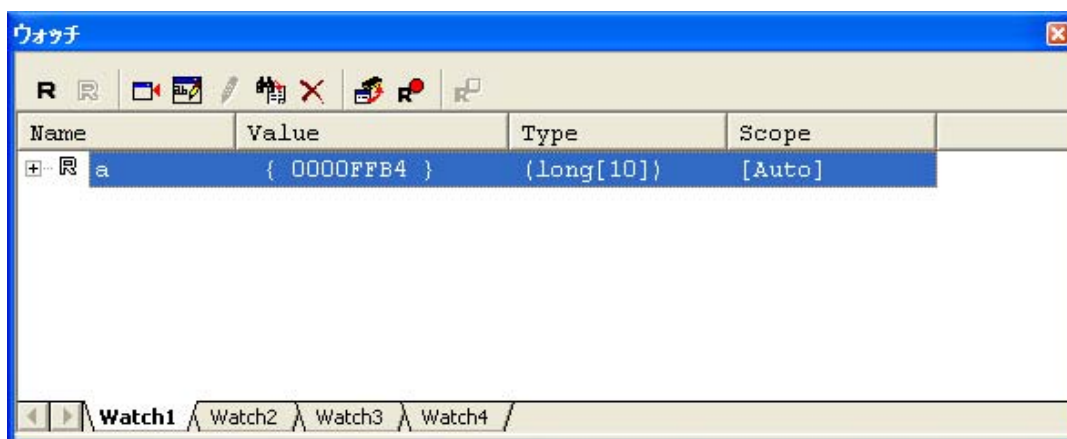 ウォッチ
R R R R
Name Value Type Scope
R a { 0000FFB4 } (long[10]) [Auto]
Watch1 Watch2 Watch3 Watch4